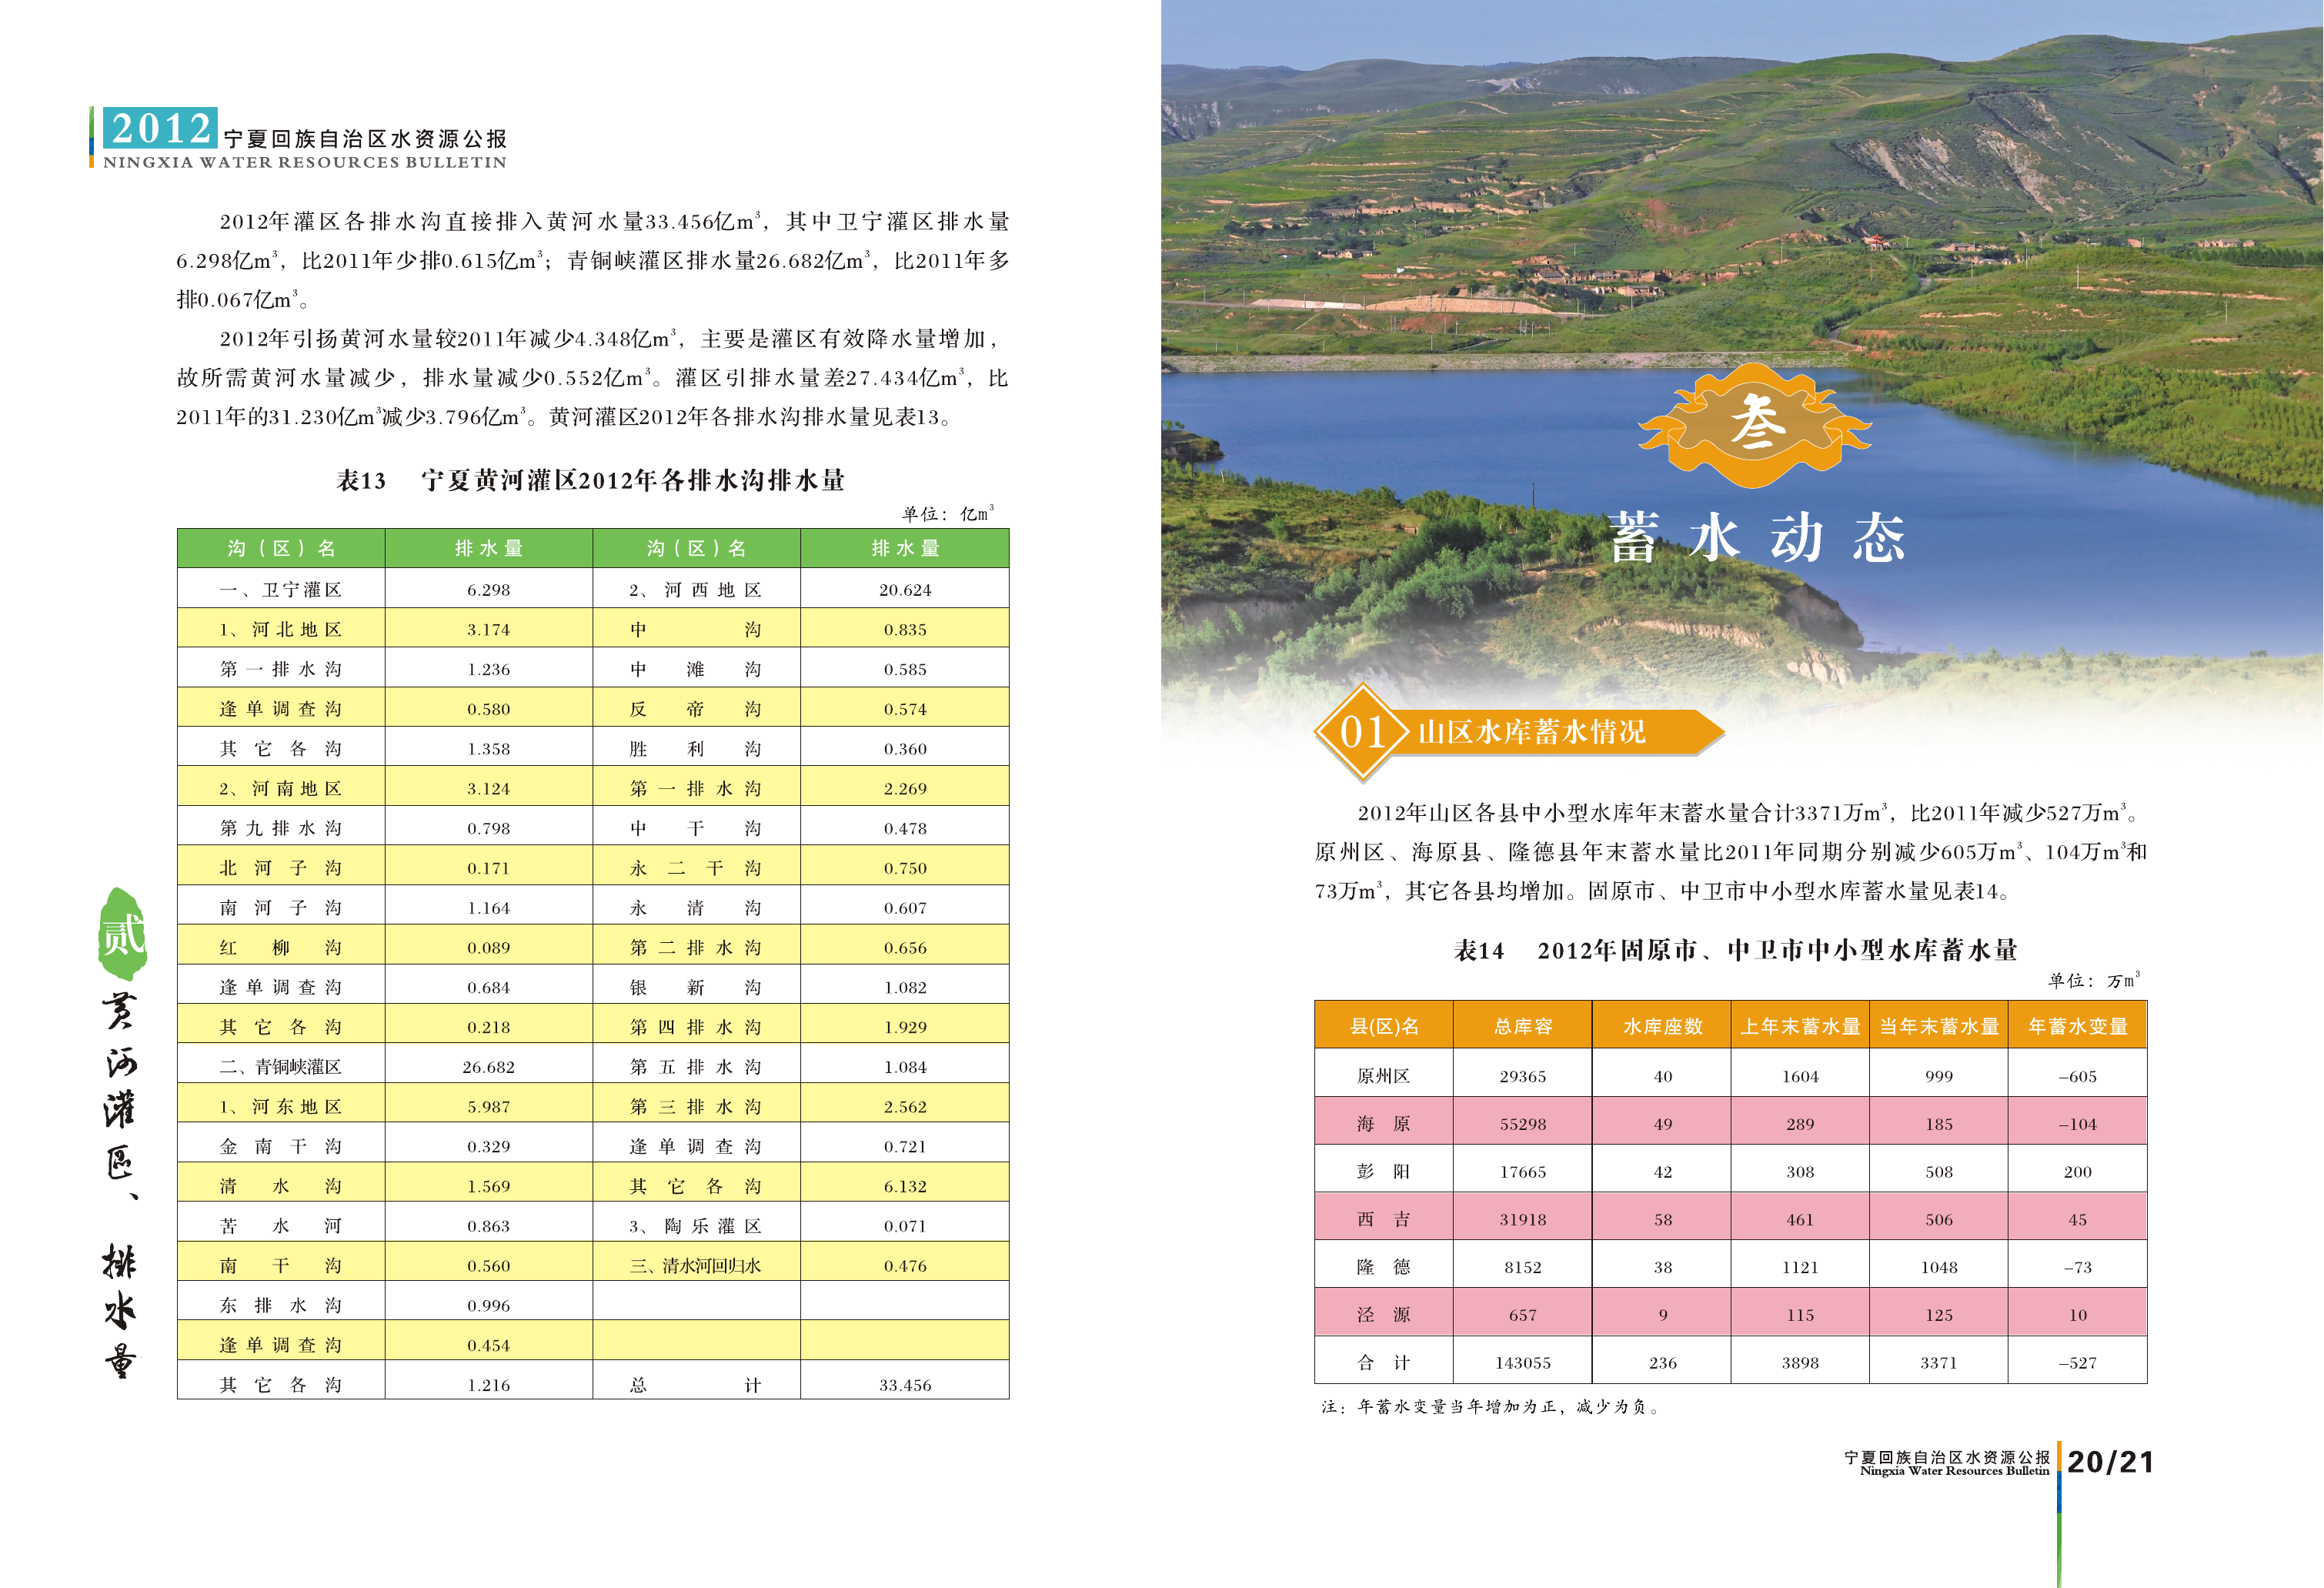 2012 宁夏回族自治区水资源公报
NINGXIA WATER RESOURCES BULLETIN
2012年灌区各排水沟直接排入黄河水量33.456亿m³，其中卫宁灌区排水量
6.298亿m³，比2011年少排0.615亿m³；青铜峡灌区排水量26.682亿m³，比2011年多
排0.067亿m³。
2012年引扬黄河水量较2011年减少4.348亿m³，主要是灌区有效降水量增加，
故所需黄河水量减少，排水量减少0.552亿m³。灌区引排水量差27.434亿m³，比
2011年的31.230亿m³减少3.796亿m³。黄河灌区2012年各排水沟排水量见表13。
表13 宁夏黄河灌区2012年各排水沟排水量
单位：亿m³
沟（区）名 排水量 沟（区）名 排水量
一、卫宁灌区 6.298 2、河西地区 20.624
1、河北地区 3.174 中沟 0.835
第一排水沟 1.236 中滩沟 0.585
逢单调查沟 0.580 反帝沟 0.574
其它各沟 1.358 胜利沟 0.360
2、河南地区 3.124 第一排水沟 2.269
第九排水沟 0.798 中干沟 0.478
北河子沟 0.171 永二干沟 0.750
南河子沟 1.164 永清沟 0.607
红柳沟 0.089 第二排水沟 0.656
逢单调查沟 0.684 银新沟 1.082
其它各沟 0.218 第四排水沟 1.929
二、青铜峡灌区 26.682 第五排水沟 1.084
1、河东地区 5.987 第三排水沟 2.562
金南干沟 0.329 逢单调查沟 0.721
清水沟 1.569 其它各沟 6.132
苦水河 0.863 3、陶乐灌区 0.071
南干沟 0.560 三、清水河回归水 0.476
东排水沟 0.996
逢单调查沟 0.454
其它各沟 1.216 总计 33.456
贰
黄河灌區、排水量
叁
蓄水动态
01 山区水库蓄水情况
2012年山区各县中小型水库年末蓄水量合计3371万m³，比2011年减少527万m³。
原州区、海原县、隆德县年末蓄水量比2011年同期分别减少605万m³、104万m³和
73万m³，其它各县均增加。固原市、中卫市中小型水库蓄水量见表14。
表14 2012年固原市、中卫市中小型水库蓄水量
单位：万m³
县(区)名 总库容 水库座数 上年末蓄水量 当年末蓄水量 年蓄水变量
原州区 29365 40 1604 999 –605
海原 55298 49 289 185 –104
彭阳 17665 42 308 508 200
西吉 31918 58 461 506 45
隆德 8152 38 1121 1048 –73
泾源 657 9 115 125 10
合计 143055 236 3898 3371 –527
注：年蓄水变量当年增加为正，减少为负。
宁夏回族自治区水资源公报
Ningxia Water Resources Bulletin
20/21